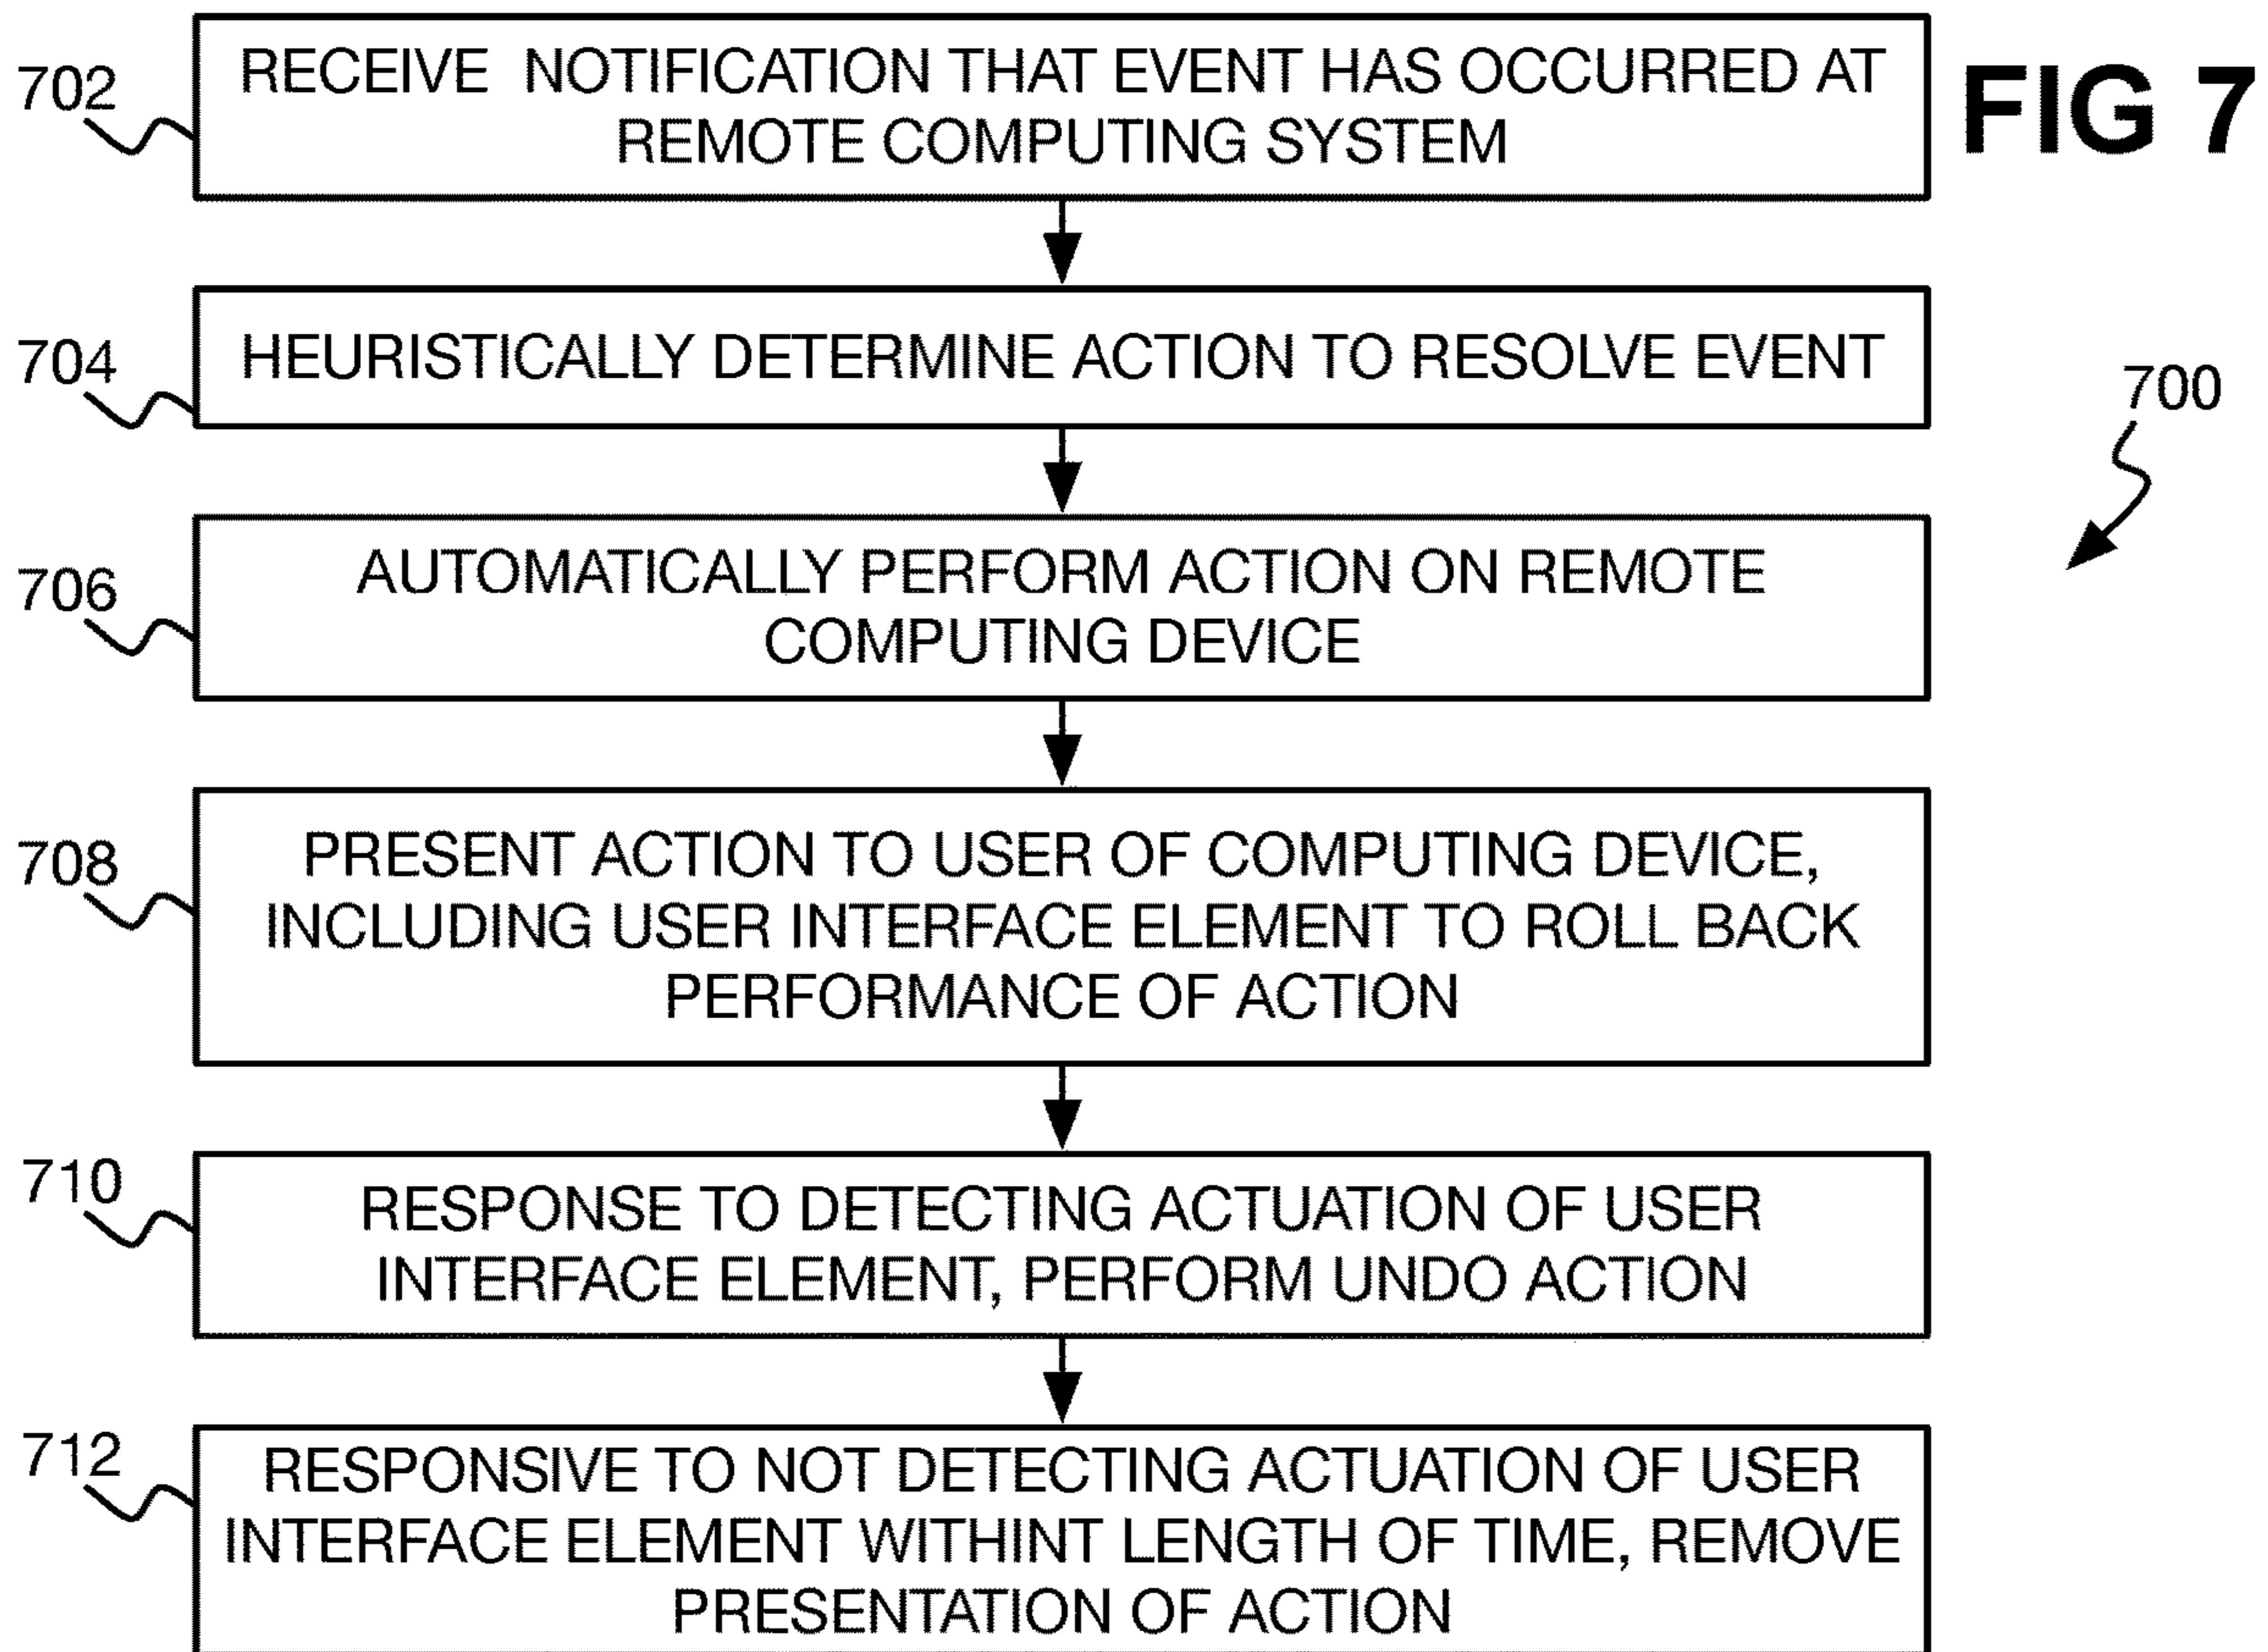 702
RECEIVE NOTIFICATION THAT EVENT HAS OCCURRED AT
REMOTE COMPUTING SYSTEM
FIG 7
704
HEURISTICALLY DETERMINE ACTION TO RESOLVE EVENT
700
706
AUTOMATICALLY PERFORM ACTION ON REMOTE
COMPUTING DEVICE
708
PRESENT ACTION TO USER OF COMPUTING DEVICE,
INCLUDING USER INTERFACE ELEMENT TO ROLL BACK
PERFORMANCE OF ACTION
710
RESPONSE TO DETECTING ACTUATION OF USER
INTERFACE ELEMENT, PERFORM UNDO ACTION
712
RESPONSIVE TO NOT DETECTING ACTUATION OF USER
INTERFACE ELEMENT WITHINT LENGTH OF TIME, REMOVE
PRESENTATION OF ACTION